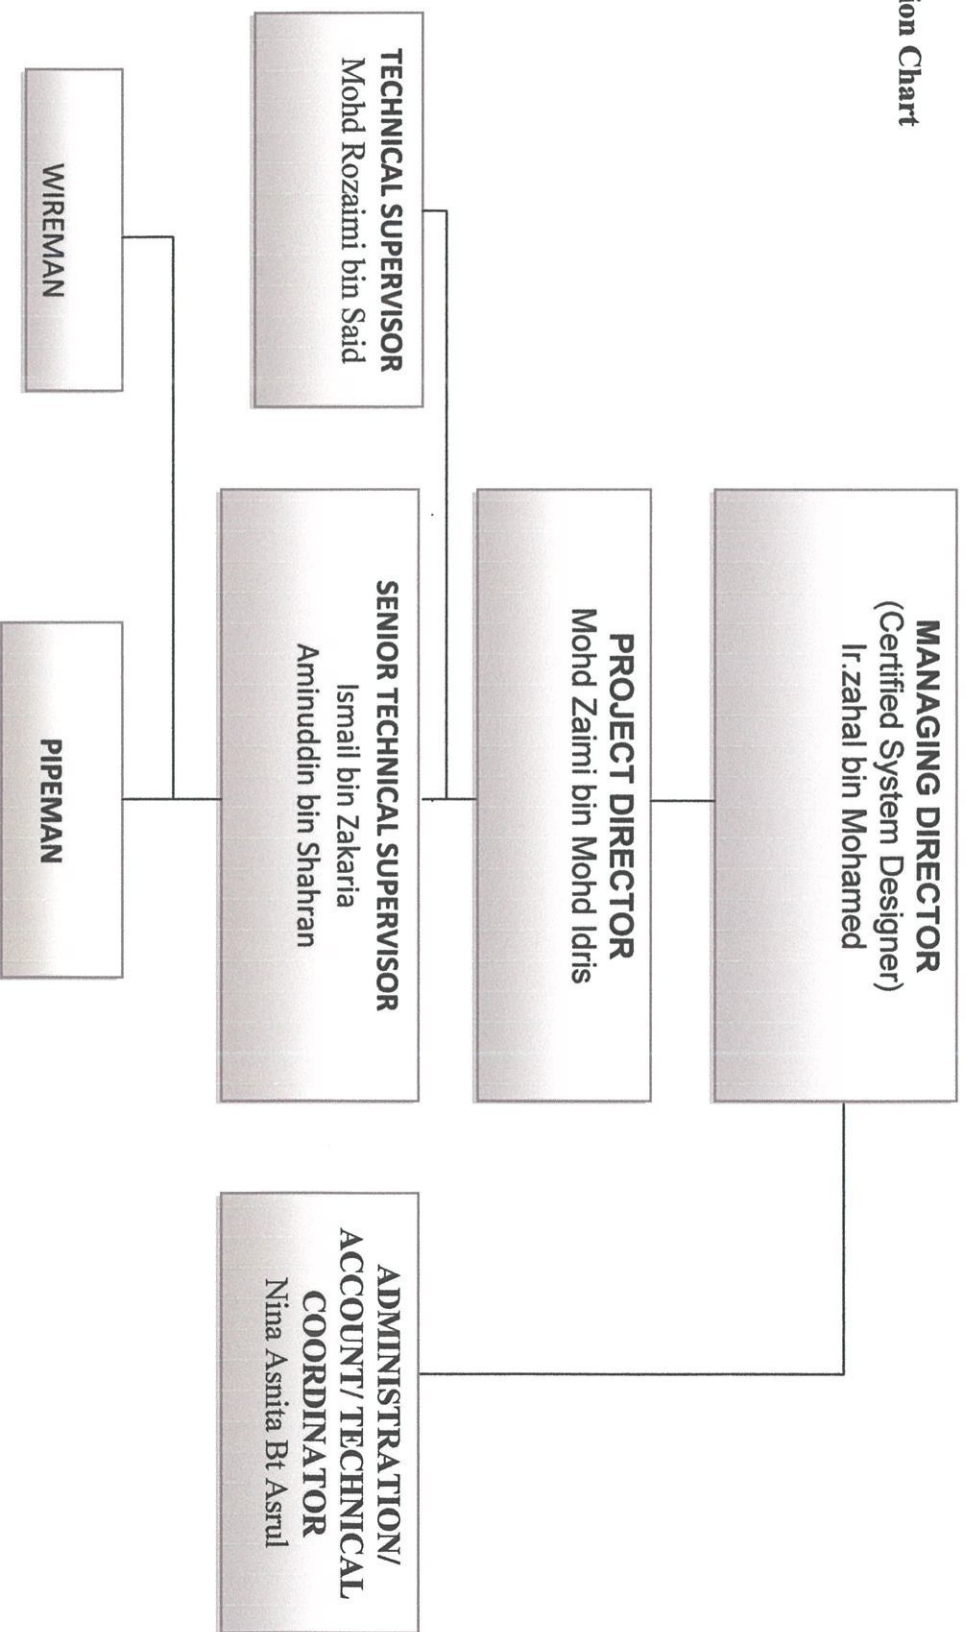 ion Chart
MANAGING DIRECTOR
(Certified System Designer)
Ir.zahal bin Mohamed
PROJECT DIRECTOR
Mohd Zaimi bin Mohd Idris
TECHNICAL SUPERVISOR
Mohd Rozaimi bin Said
SENIOR TECHNICAL SUPERVISOR
Ismail bin Zakaria
Aminuddin bin Shahran
ADMINISTRATION/
ACCOUNT/ TECHNICAL
COORDINATOR
Nina Asnita Bt Asrul
WIREMAN
PIPEMAN